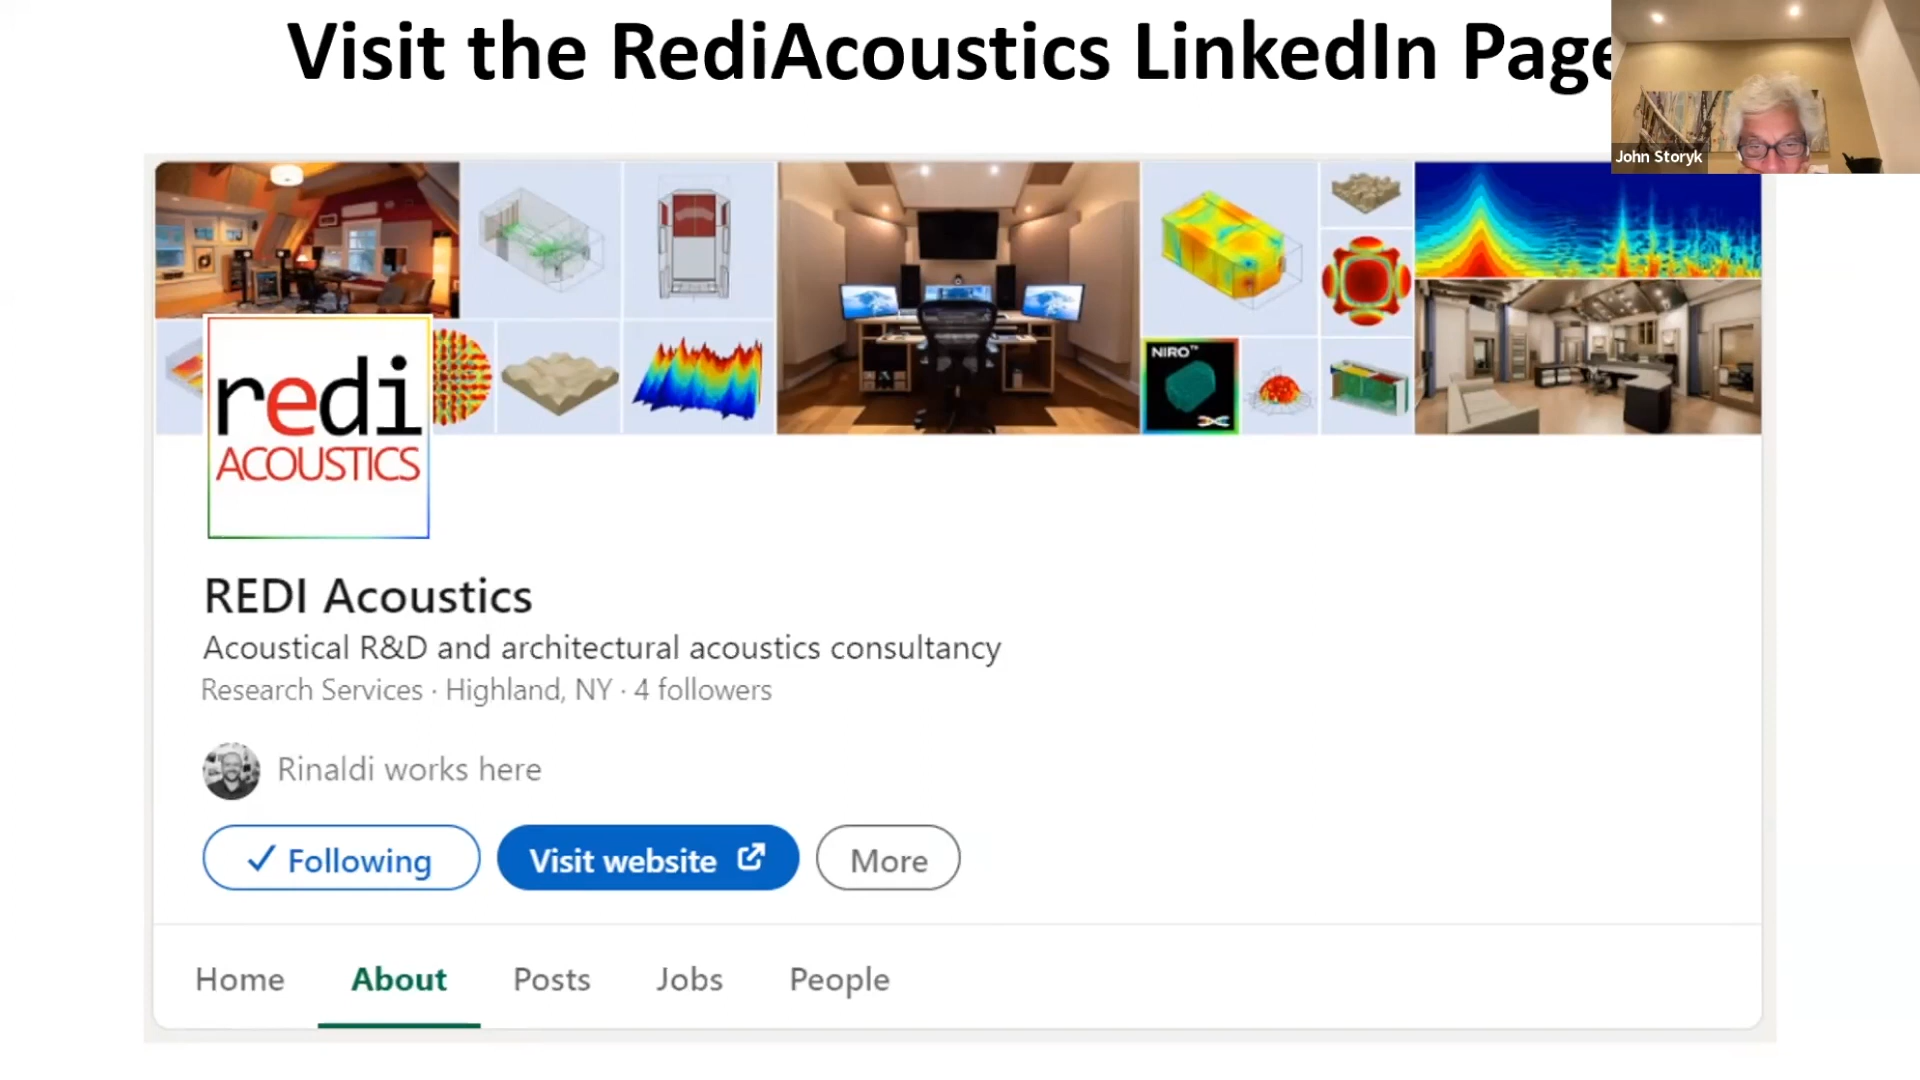 Visit the RediAcoustics LinkedIn Page
John Storyk
NIRO™
redi
ACOUSTICS
REDI Acoustics
Acoustical R&D and architectural acoustics consultancy
Research Services · Highland, NY · 4 followers
Rinaldi works here
Following
Visit website
More
Home
About
Posts
Jobs
People